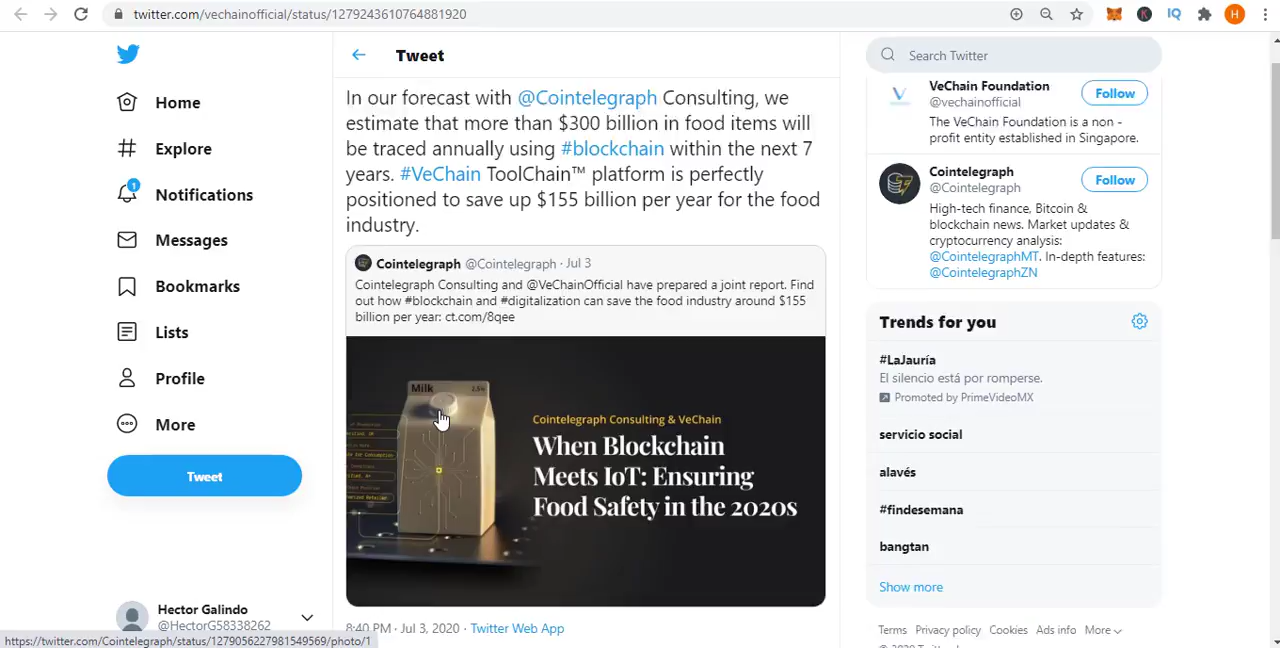 twitter.com/vechainofficial/status/1279243610764881920
Home
Explore
1
Notifications
Messages
Bookmarks
Lists
Profile
More
Tweet
Hector Galindo
@HectorG58338262
https://twitter.com/Cointelegraph/status/1279056227981549569/photo/1
Tweet
In our forecast with @Cointelegraph Consulting, we
estimate that more than $300 billion in food items will
be traced annually using #blockchain within the next 7
years. #VeChain ToolChain™ platform is perfectly
positioned to save up $155 billion per year for the food
industry.
Cointelegraph @Cointelegraph · Jul 3
Cointelegraph Consulting and @VeChainOfficial have prepared a joint report. Find
out how #blockchain and #digitalization can save the food industry around $155
billion per year: ct.com/8qee
Milk 2.5%
Cointelegraph Consulting & VeChain
When Blockchain
Meets IoT: Ensuring
Food Safety in the 2020s
8:40 PM · Jul 3, 2020 · Twitter Web App
Search Twitter
VeChain Foundation
@vechainofficial
Follow
The VeChain Foundation is a non -
profit entity established in Singapore.
Cointelegraph
@Cointelegraph
Follow
High-tech finance, Bitcoin &
blockchain news. Market updates &
cryptocurrency analysis:
@CointelegraphMT. In-depth features:
@CointelegraphZN
Trends for you
#LaJauría
El silencio está por romperse.
Promoted by PrimeVideoMX
servicio social
alavés
#findesemana
bangtan
Show more
Terms Privacy policy Cookies Ads info More